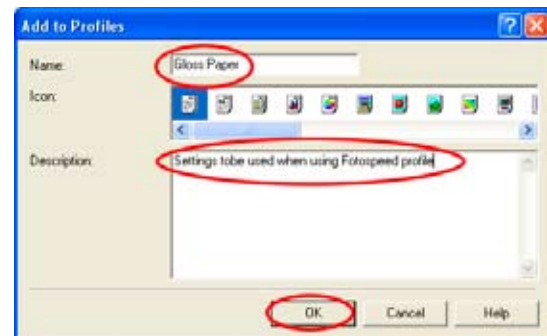 Add to Profiles
Name:
Gloss Paper
Icon:
Description:
Settings tobe used when using Fotospeed profile
OK
Cancel
Help